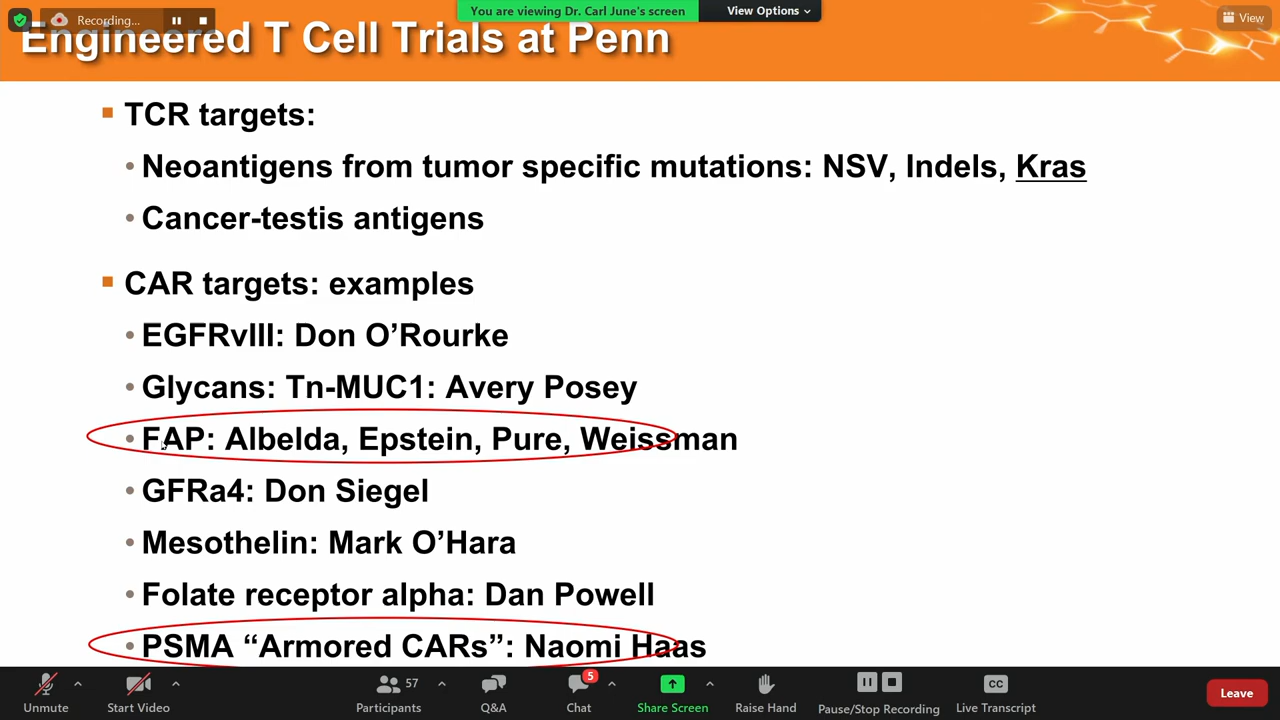 Recording...
You are viewing Dr. Carl June's screen
View Options
View
Engineered T Cell Trials at Penn
TCR targets:
Neoantigens from tumor specific mutations: NSV, Indels, Kras
Cancer-testis antigens
CAR targets: examples
EGFRvIII: Don O’Rourke
Glycans: Tn-MUC1: Avery Posey
FAP: Albelda, Epstein, Pure, Weissman
GFRa4: Don Siegel
Mesothelin: Mark O’Hara
Folate receptor alpha: Dan Powell
PSMA “Armored CARs”: Naomi Haas
57
5
CC
Unmute
Start Video
Participants
Q&A
Chat
Share Screen
Raise Hand
Pause/Stop Recording
Live Transcript
Leave